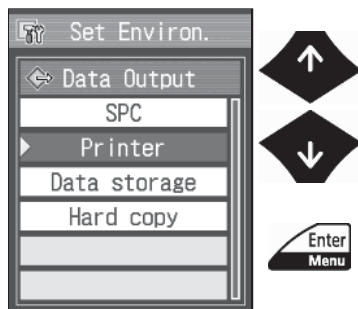 Set Environ.
Data Output
SPC
Printer
Data storage
Hard copy
Enter
Menu